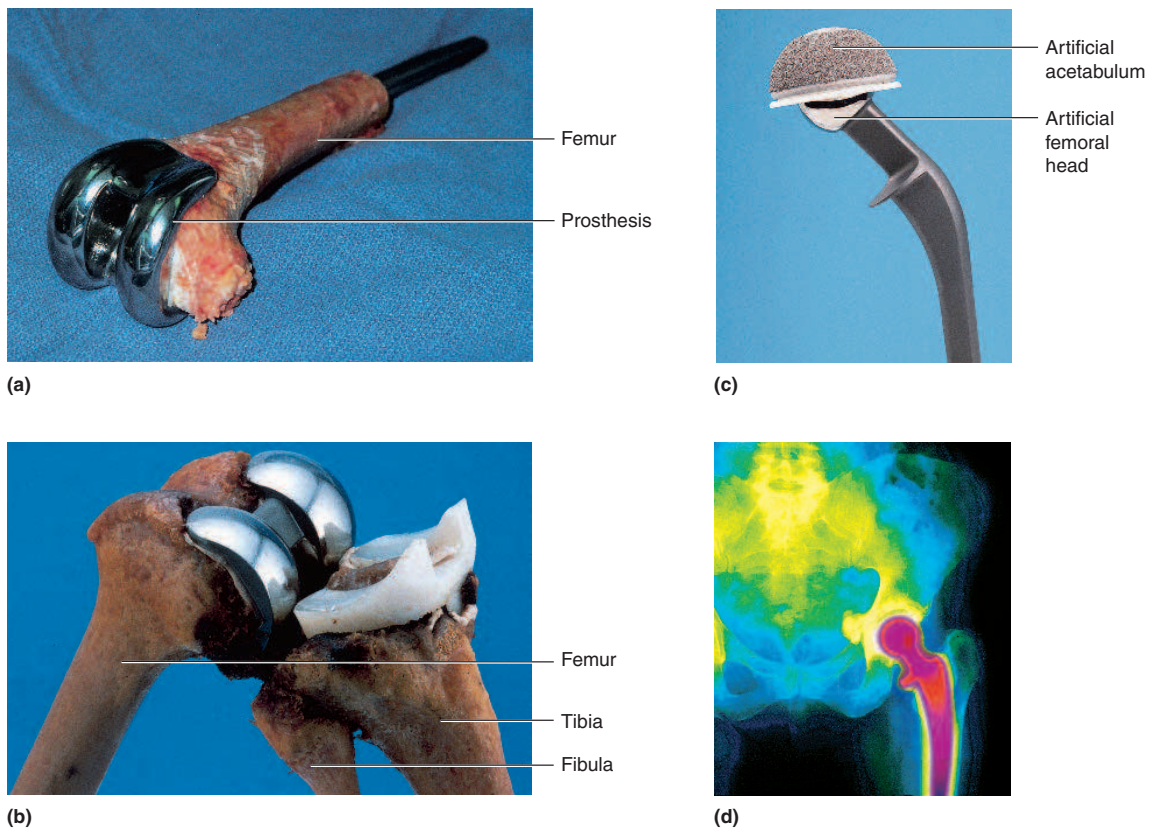 Femur
Prosthesis
(a)
Artificial
acetabulum
Artificial
femoral
head
(c)
Femur
Tibia
Fibula
(b)
(d)